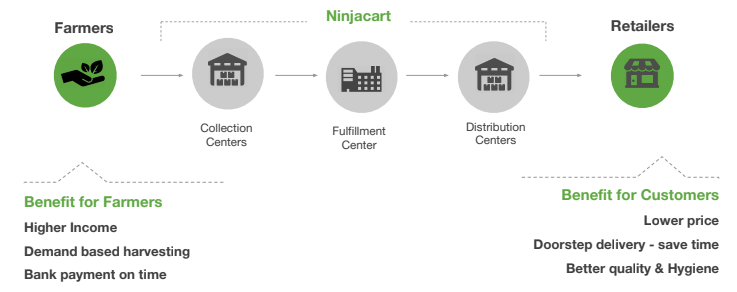 Ninjacart
Farmers
Retailers
Collection
Centers
Fulfillment
Center
Distribution
Centers
Benefit for Farmers
Higher Income
Demand based harvesting
Bank payment on time
Benefit for Customers
Lower price
Doorstep delivery - save time
Better quality & Hygiene